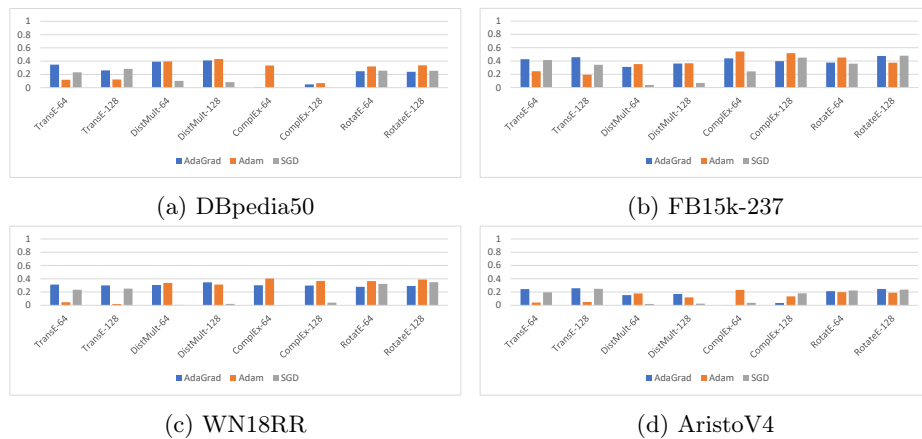 1
0.8
0.6
0.4
0.2
0
TransE-64 TransE-128 DistMult-64 DistMult-128 ComplEx-64 ComplEx-128 RotatE-64 RotateE-128
AdaGrad Adam SGD
(a) DBpedia50
1
0.8
0.6
0.4
0.2
0
TransE-64 TransE-128 DistMult-64 DistMult-128 ComplEx-64 ComplEx-128 RotatE-64 RotateE-128
AdaGrad Adam SGD
(b) FB15k-237
1
0.8
0.6
0.4
0.2
0
TransE-64 TransE-128 DistMult-64 DistMult-128 ComplEx-64 ComplEx-128 RotatE-64 RotateE-128
AdaGrad Adam SGD
(c) WN18RR
1
0.8
0.6
0.4
0.2
0
TransE-64 TransE-128 DistMult-64 DistMult-128 ComplEx-64 ComplEx-128 RotatE-64 RotateE-128
AdaGrad Adam SGD
(d) AristoV4